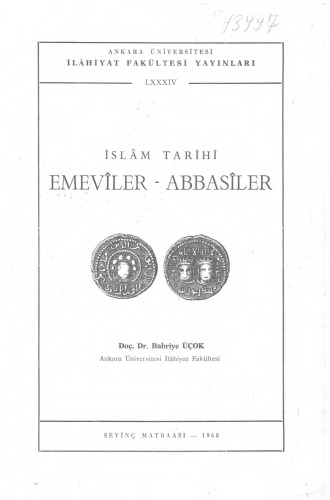 13497
ANKARA ÜNİVERSİTESİ
İLÂHİYAT FAKÜLTESİ YAYINLARI
LXXXIV
İSLÂM TARİHİ
EMEVÎLER - ABBASÎLER
Doç. Dr. Bahriye ÜÇOK
Ankara Üniversitesi İlâhiyat Fakültesi
SEVİNÇ MATBAASI — 1968